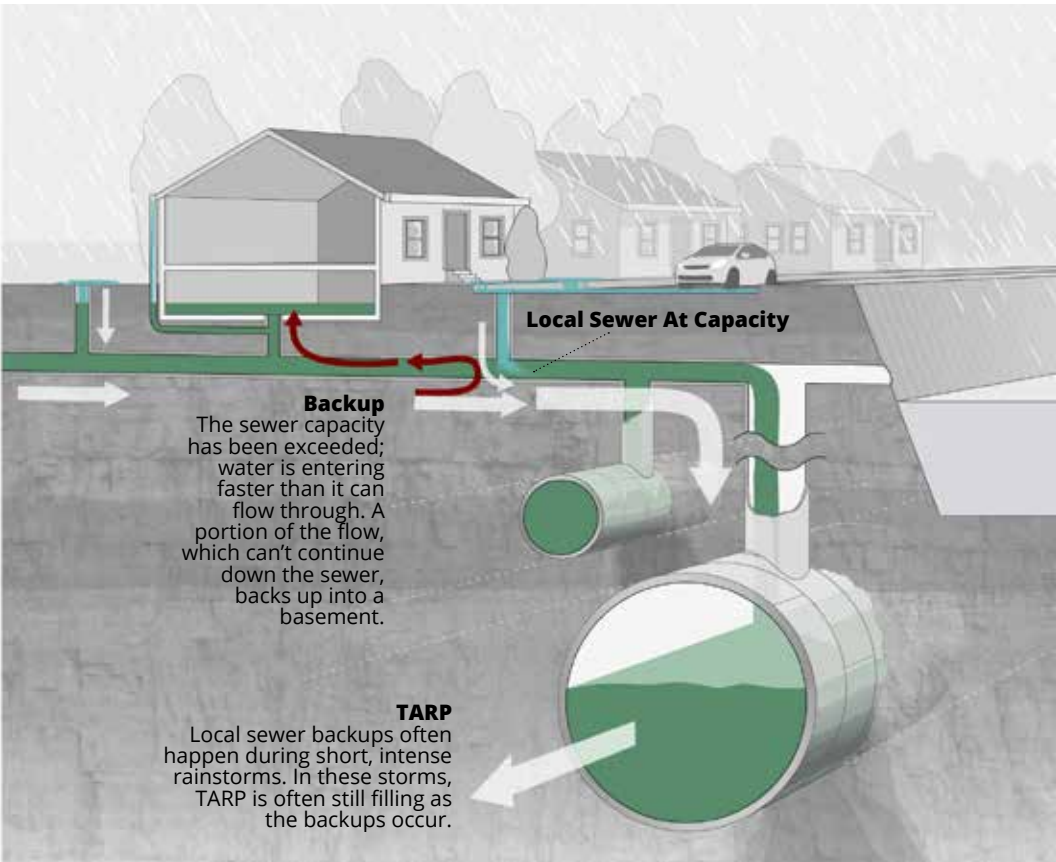 Local Sewer At Capacity
Backup
The sewer capacity
has been exceeded;
water is entering
faster than it can
flow through. A
portion of the flow,
which can’t continue
down the sewer,
backs up into a
basement.
TARP
Local sewer backups often
happen during short, intense
rainstorms. In these storms,
TARP is often still filling as
the backups occur.